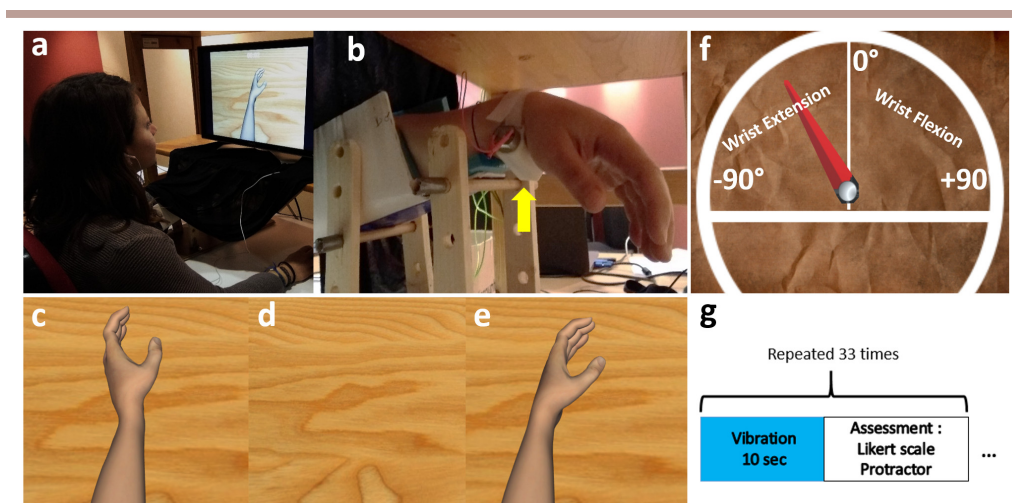 a
b
f
0°
Wrist Extension
Wrist Flexion
-90°
+90
c
d
e
g
Repeated 33 times
Vibration
10 sec
Assessment :
Likert scale
Protractor
...